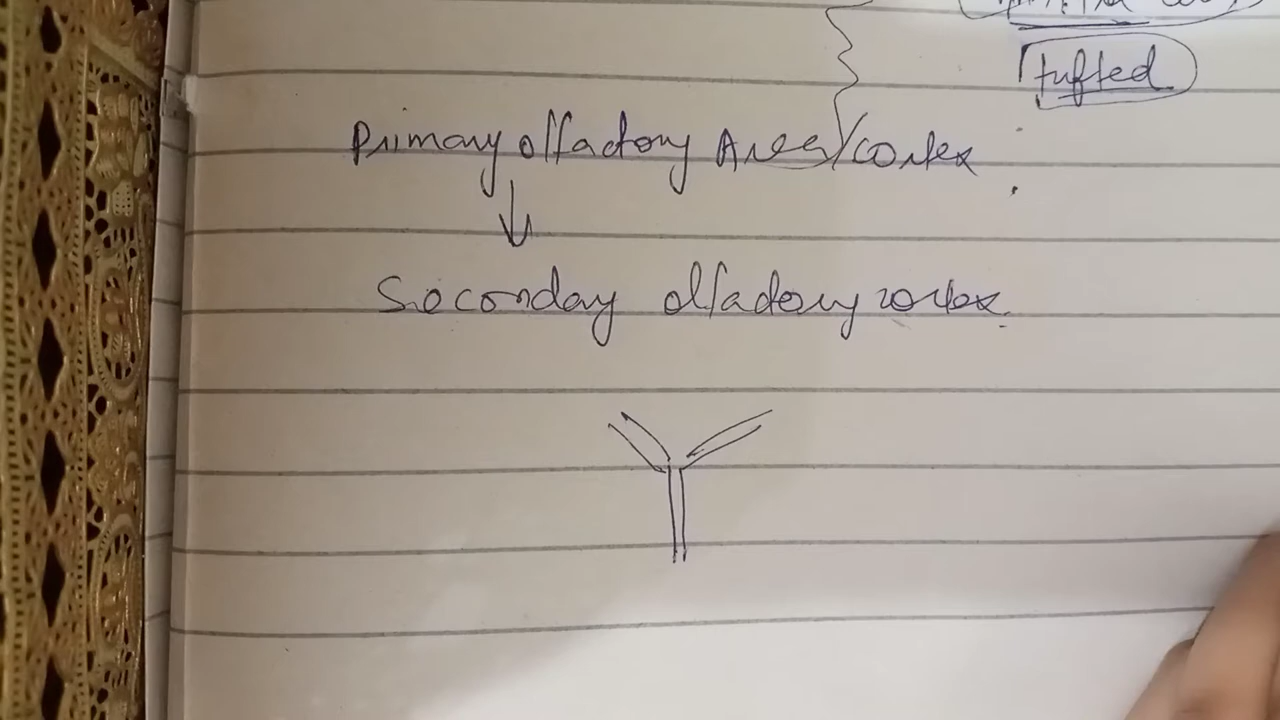 tufted
Primary olfactory Area/cortex
Secondary olfactory cortex.